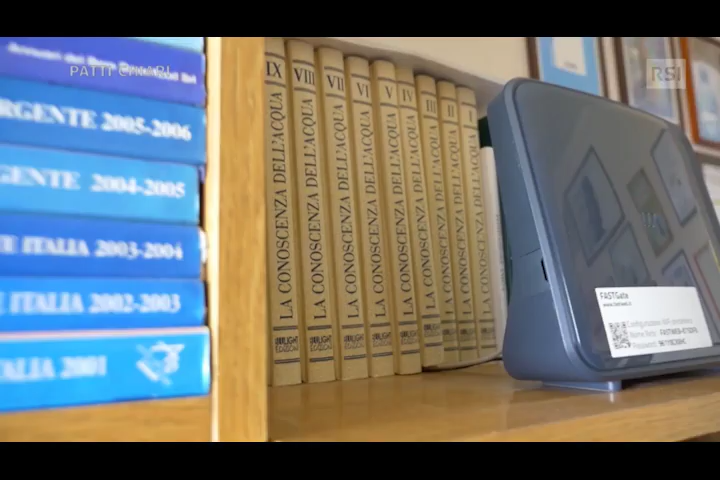 PATTI CHIARI
RSI
RGENTE 2005-2006
GENTE 2004-2005
E ITALIA 2003-2004
E ITALIA 2002-2003
ALIA 2001
IX LA CONOSCENZA DELL'ACQUA
VIII LA CONOSCENZA DELL'ACQUA
VII LA CONOSCENZA DELL'ACQUA
VI LA CONOSCENZA DELL'ACQUA
V LA CONOSCENZA DELL'ACQUA
IV LA CONOSCENZA DELL'ACQUA
III LA CONOSCENZA DELL'ACQUA
II LA CONOSCENZA DELL'ACQUA
I LA CONOSCENZA DELL'ACQUA
FASTGate